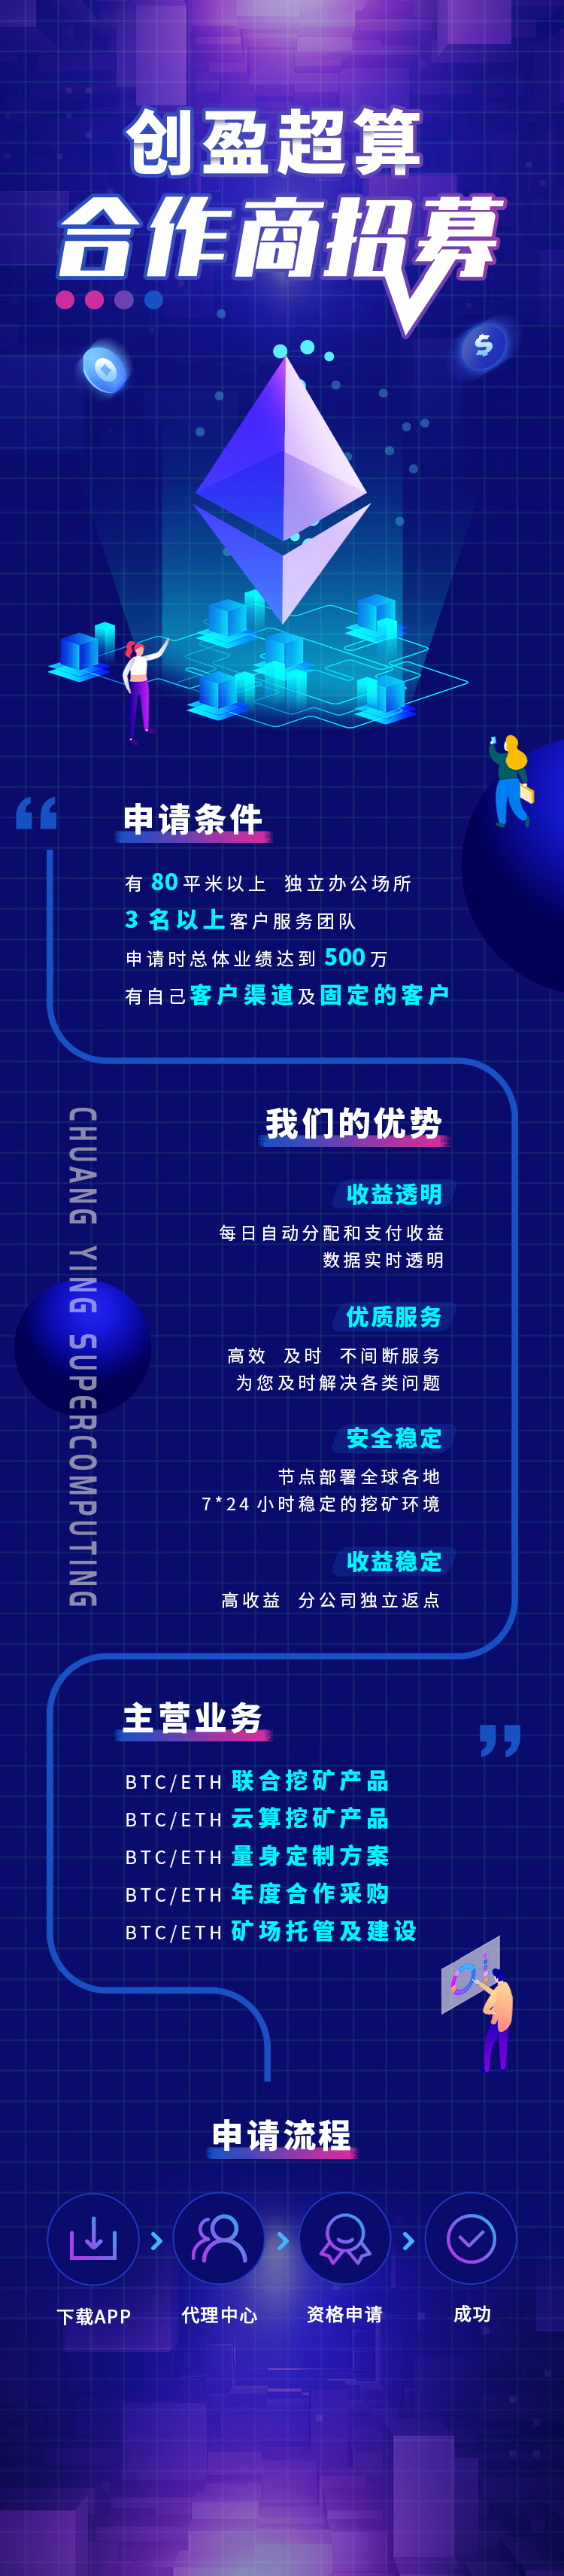 创盈超算
合作商招募
$
申请条件
有 80 平米以上 独立办公场所
3 名以上客户服务团队
申请时总体业绩达到 500 万
有自己客户渠道及固定的客户
CHUANG YING SUPERCOMPUTING
我们的优势
收益透明
每日自动分配和支付收益
数据实时透明
优质服务
高效 及时 不间断服务
为您及时解决各类问题
安全稳定
节点部署全球各地
7*24 小时稳定的挖矿环境
收益稳定
高收益 分公司独立返点
主营业务
BTC/ETH 联合挖矿产品
BTC/ETH 云算挖矿产品
BTC/ETH 量身定制方案
BTC/ETH 年度合作采购
BTC/ETH 矿场托管及建设
申请流程
下载APP
代理中心
资格申请
成功